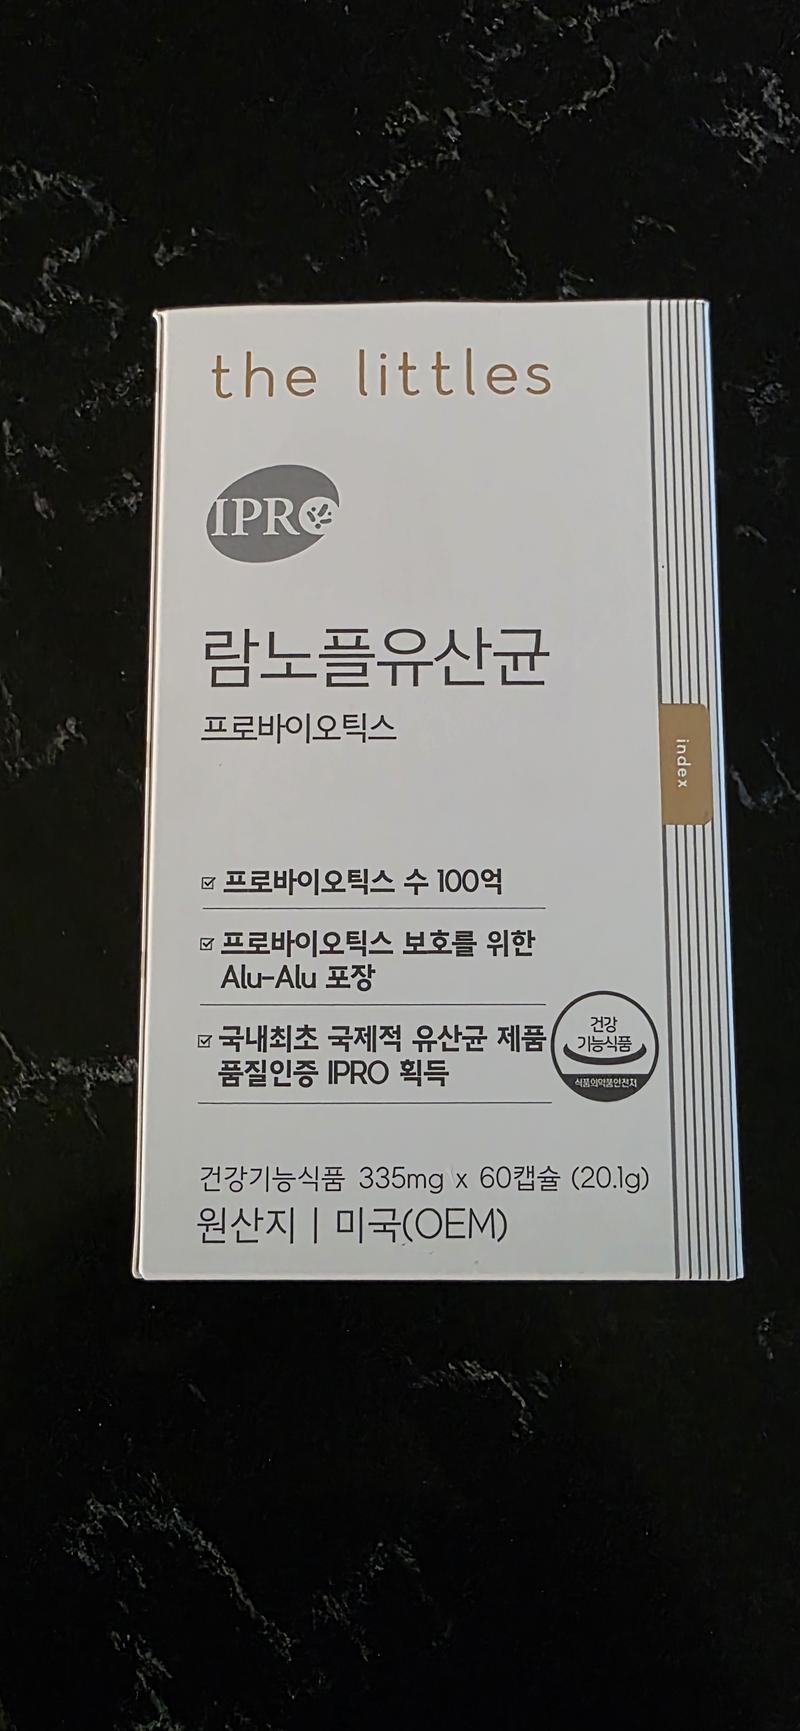 the littles
IPRO
람노플유산균
프로바이오틱스
index
프로바이오틱스 수 100억
프로바이오틱스 보호를 위한
Alu-Alu 포장
국내최초 국제적 유산균 제품
품질인증 IPRO 획득
건강
기능식품
식품의약품안전처
건강기능식품 335mg x 60캡슐 (20.1g)
원산지 | 미국(OEM)